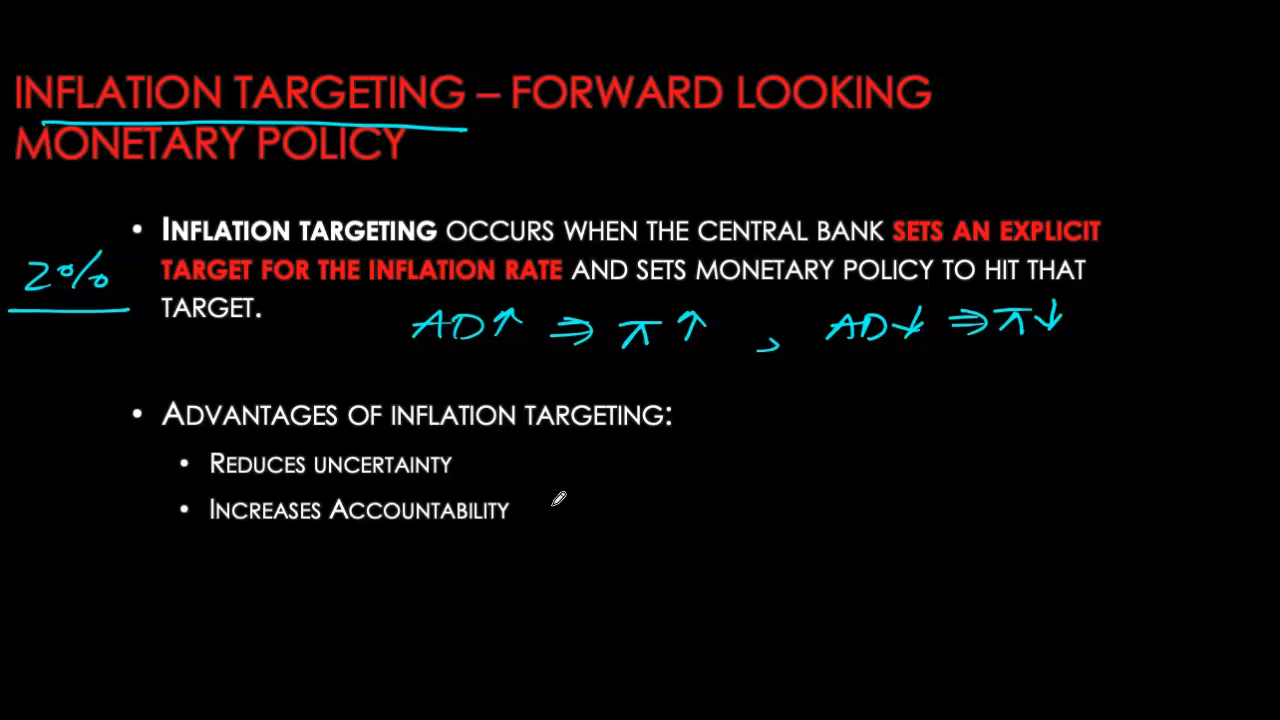 INFLATION TARGETING – FORWARD LOOKING
MONETARY POLICY
• INFLATION TARGETING OCCURS WHEN THE CENTRAL BANK SETS AN EXPLICIT
2%
TARGET FOR THE INFLATION RATE AND SETS MONETARY POLICY TO HIT THAT
TARGET.
AD↑ ⇒ π↑ , AD↓ ⇒ π↓
• ADVANTAGES OF INFLATION TARGETING:
• REDUCES UNCERTAINTY
• INCREASES ACCOUNTABILITY